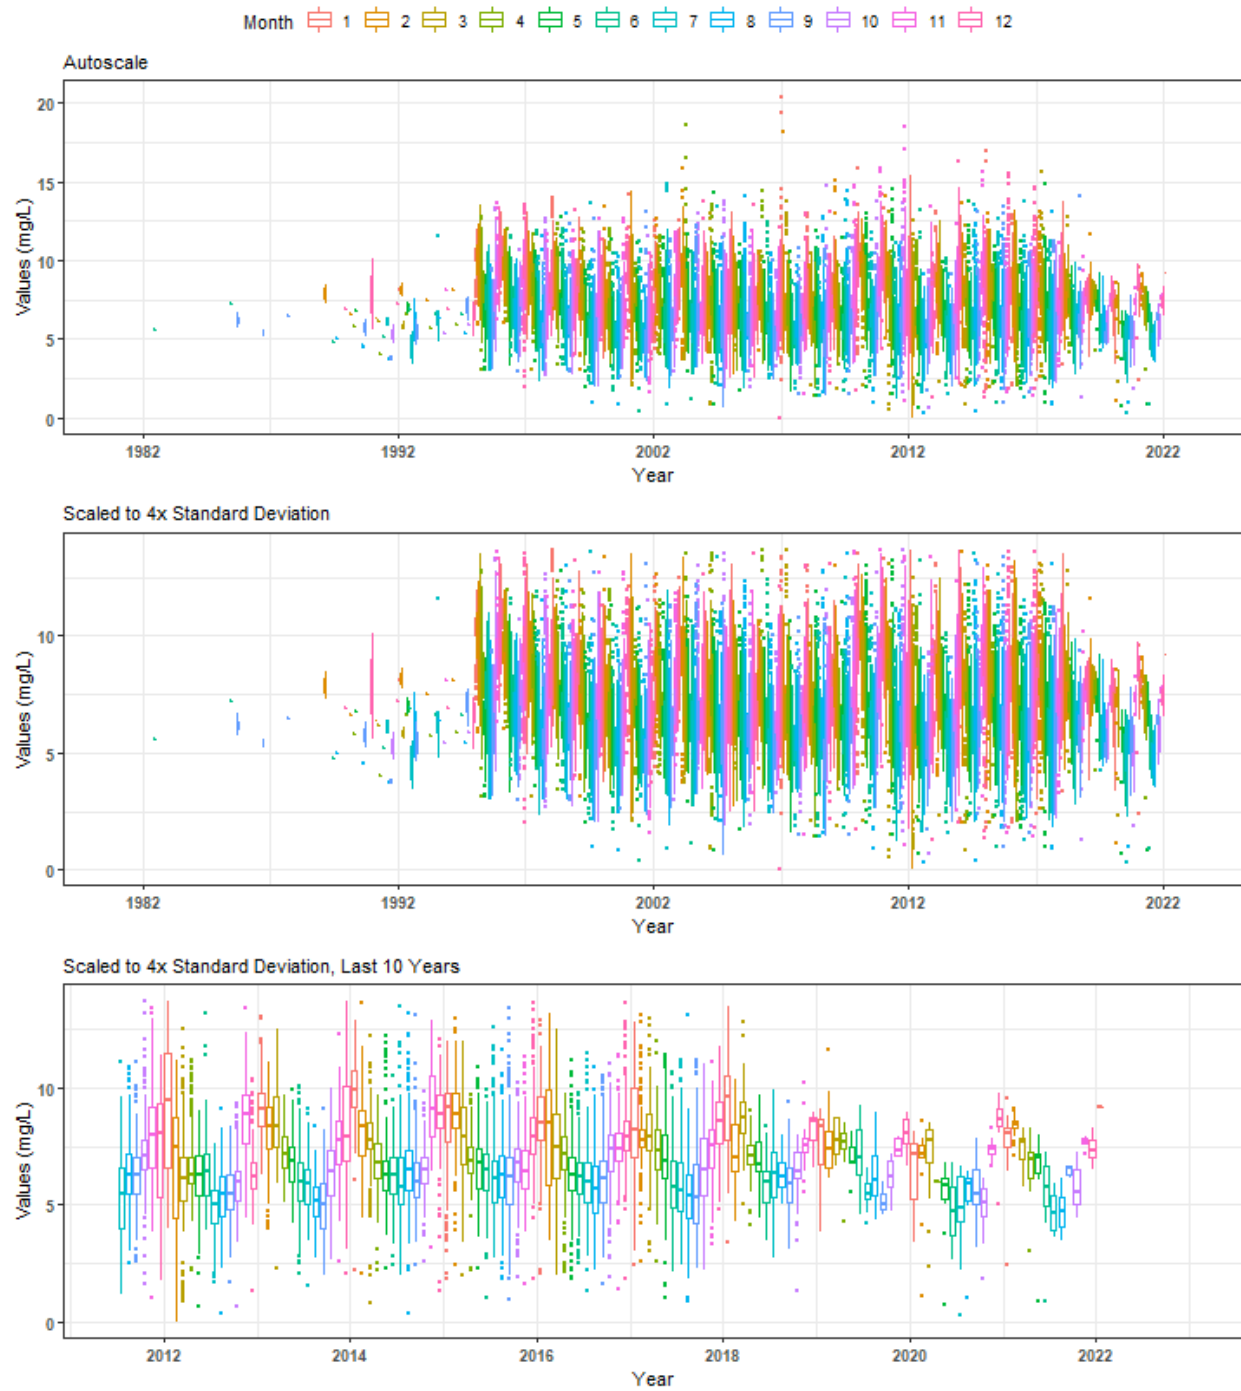 Month 1 2 3 4 5 6 7 8 9 10 11 12
Autoscale
Values (mg/L)
20
15
10
5
0
1982 1992 2002 2012 2022
Year
Scaled to 4x Standard Deviation
Values (mg/L)
10
5
0
1982 1992 2002 2012 2022
Year
Scaled to 4x Standard Deviation, Last 10 Years
Values (mg/L)
10
5
0
2012 2014 2016 2018 2020 2022
Year